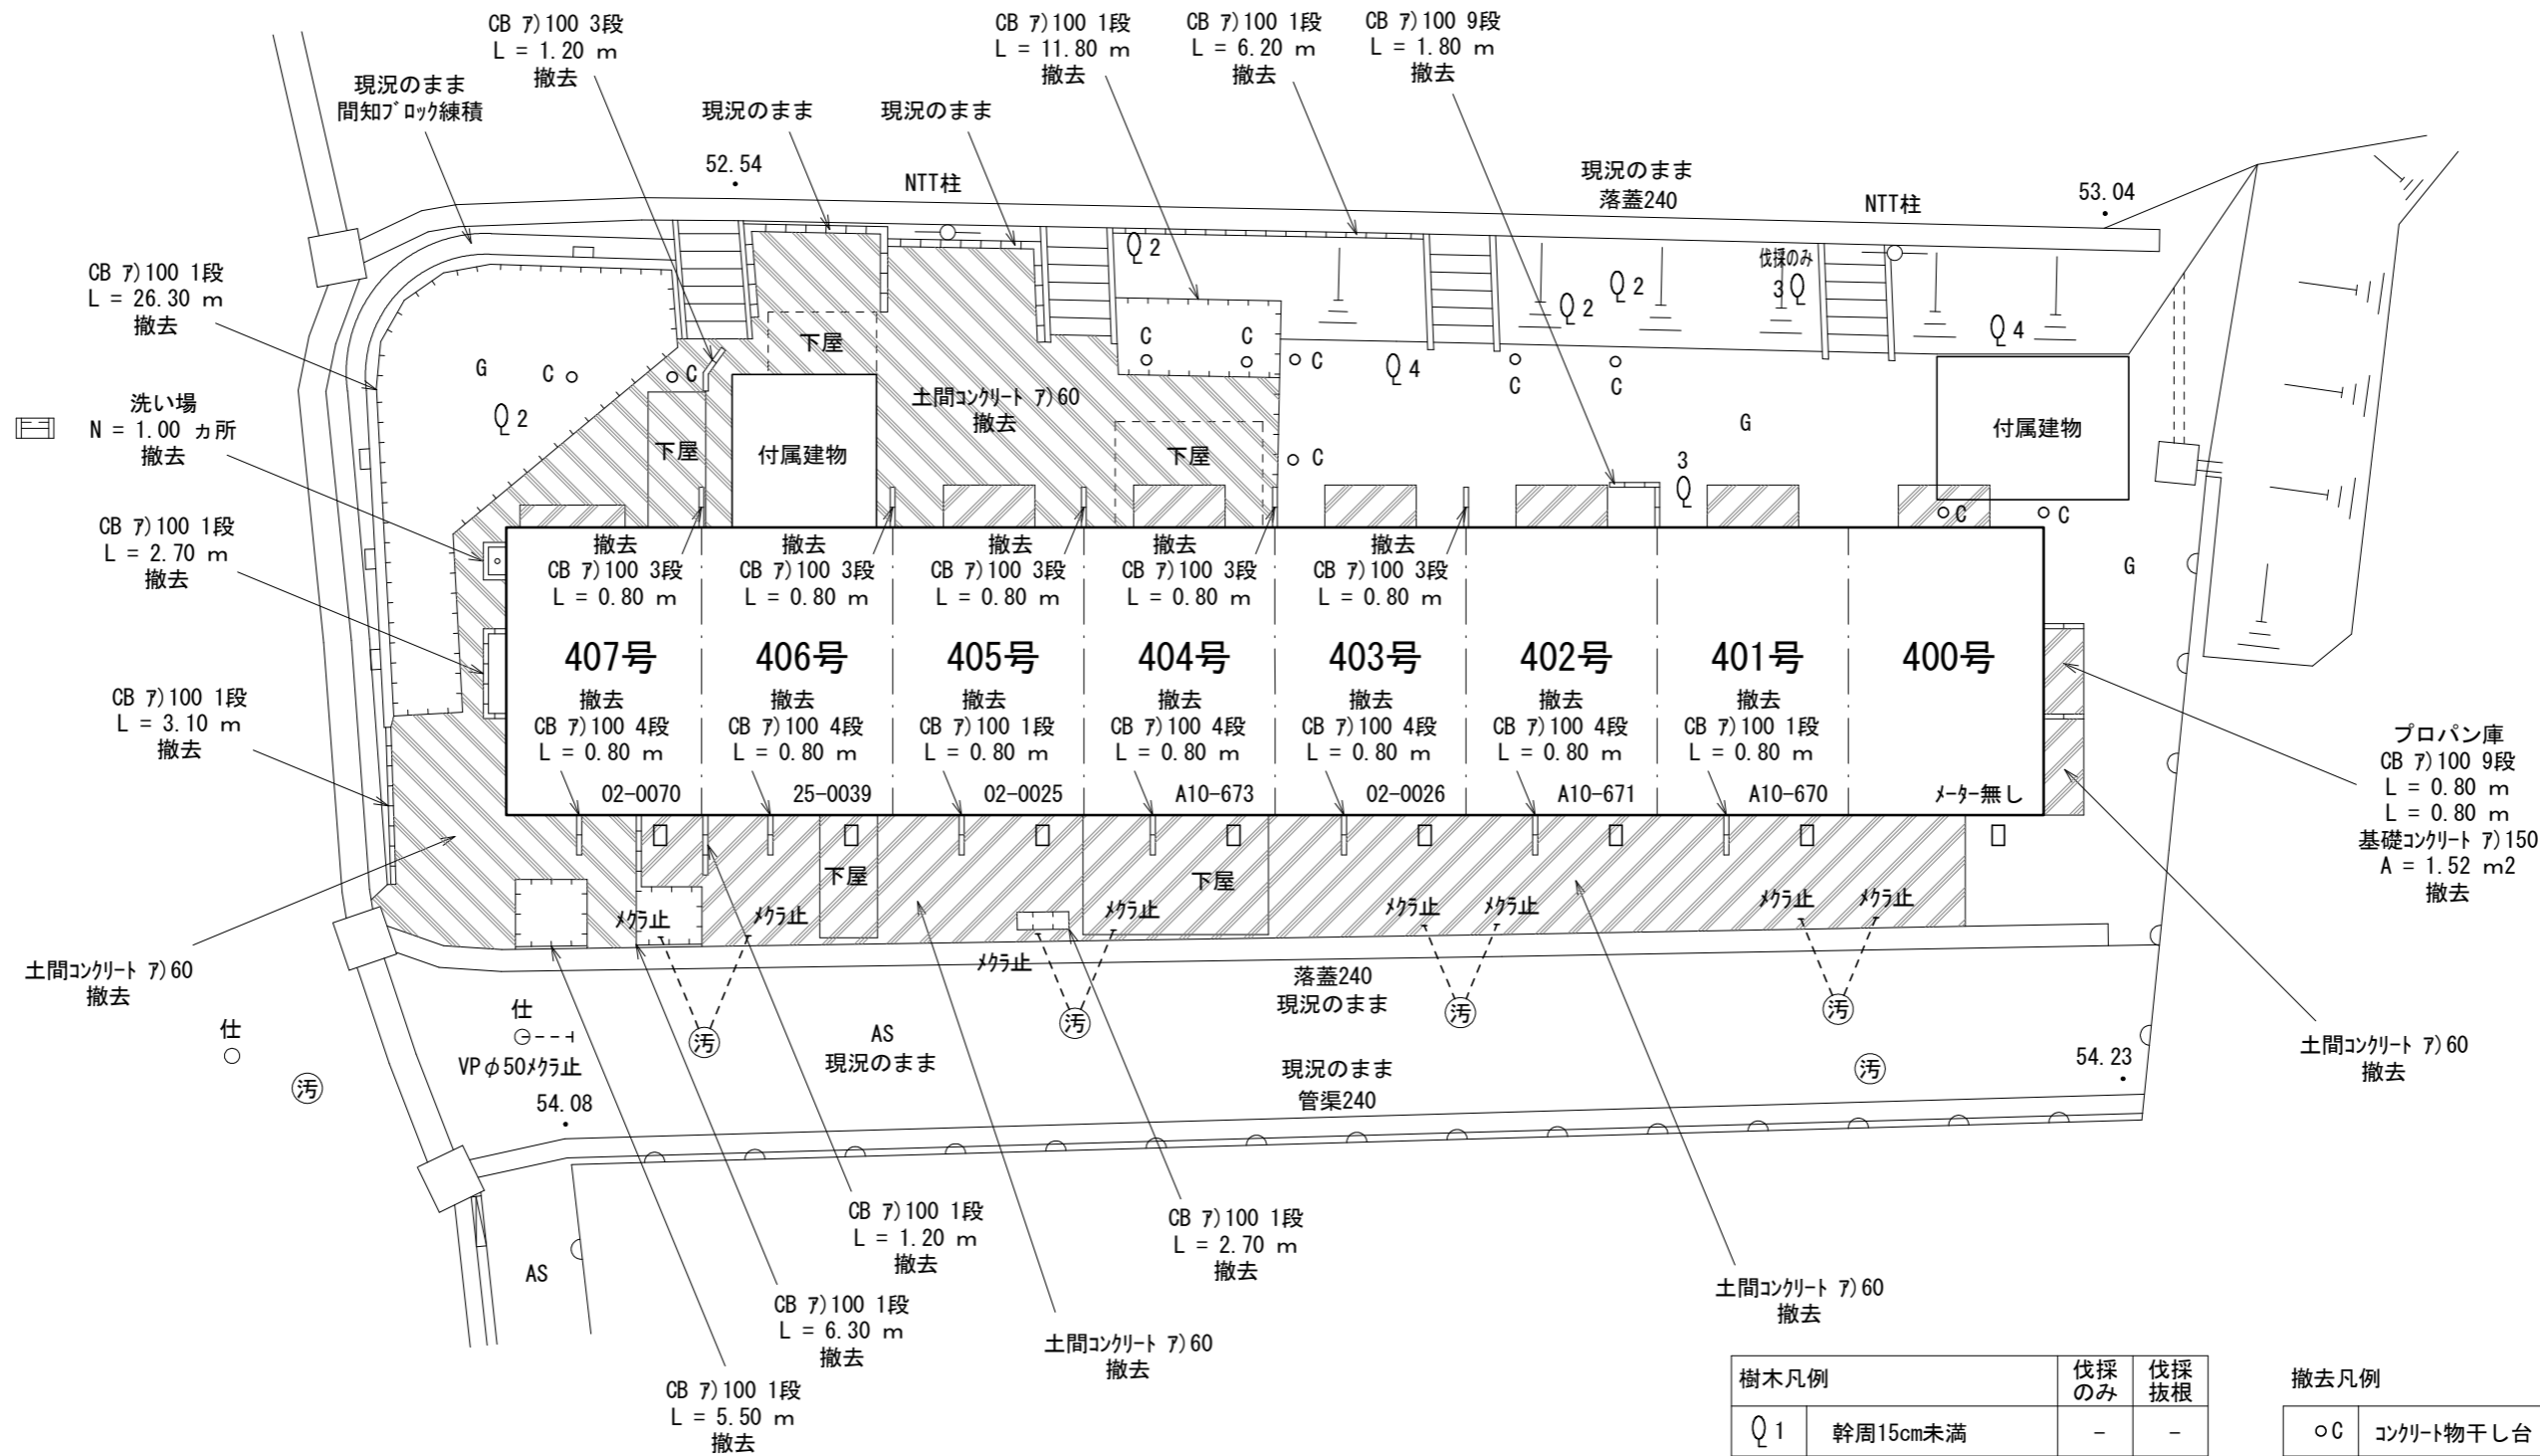 CB ｱ)100 3段
L = 1.20 m
撤去
CB ｱ)100 1段
L = 11.80 m
撤去
CB ｱ)100 1段
L = 6.20 m
撤去
CB ｱ)100 9段
L = 1.80 m
撤去
現況のまま
間知ﾌﾞﾛｯｸ練積
現況のまま
現況のまま
52.54
NTT柱
現況のまま
落蓋240
NTT柱
53.04
CB ｱ)100 1段
L = 26.30 m
撤去
2
伐採のみ
3
2
2
4
4
G
C
C
2
下屋
C
C
C
C
C
洗い場
N = 1.00 ヵ所
撤去
土間ｺﾝｸﾘｰﾄ ｱ)60
撤去
G
付属建物
下屋
付属建物
下屋
C
3
C
C
G
CB ｱ)100 1段
L = 2.70 m
撤去
撤去
CB ｱ)100 3段
L = 0.80 m
撤去
CB ｱ)100 3段
L = 0.80 m
撤去
CB ｱ)100 3段
L = 0.80 m
撤去
CB ｱ)100 3段
L = 0.80 m
撤去
CB ｱ)100 3段
L = 0.80 m
407号
406号
405号
404号
403号
402号
401号
400号
撤去
CB ｱ)100 4段
L = 0.80 m
撤去
CB ｱ)100 4段
L = 0.80 m
撤去
CB ｱ)100 1段
L = 0.80 m
撤去
CB ｱ)100 4段
L = 0.80 m
撤去
CB ｱ)100 4段
L = 0.80 m
撤去
CB ｱ)100 4段
L = 0.80 m
撤去
CB ｱ)100 1段
L = 0.80 m
02-0070
25-0039
02-0025
A10-673
02-0026
A10-671
A10-670
ﾒｰﾀｰ無し
CB ｱ)100 1段
L = 3.10 m
撤去
プロパン庫
CB ｱ)100 9段
L = 0.80 m
L = 0.80 m
基礎ｺﾝｸﾘｰﾄ ｱ)150
A = 1.52 m2
撤去
下屋
下屋
ﾒｸﾗ止
ﾒｸﾗ止
ﾒｸﾗ止
ﾒｸﾗ止
ﾒｸﾗ止
ﾒｸﾗ止
ﾒｸﾗ止
ﾒｸﾗ止
土間ｺﾝｸﾘｰﾄ ｱ)60
撤去
落蓋240
現況のまま
仕
仕
VPφ50ﾒｸﾗ止
汚
汚
汚
汚
汚
汚
AS
現況のまま
現況のまま
管渠240
54.08
54.23
土間ｺﾝｸﾘｰﾄ ｱ)60
撤去
AS
CB ｱ)100 1段
L = 1.20 m
撤去
CB ｱ)100 1段
L = 2.70 m
撤去
CB ｱ)100 1段
L = 6.30 m
撤去
土間ｺﾝｸﾘｰﾄ ｱ)60
撤去
土間ｺﾝｸﾘｰﾄ ｱ)60
撤去
CB ｱ)100 1段
L = 5.50 m
撤去
樹木凡例 伐採のみ 伐採抜根
1 幹周15cm未満 - -
撤去凡例
C ｺﾝｸﾘｰﾄ物干し台